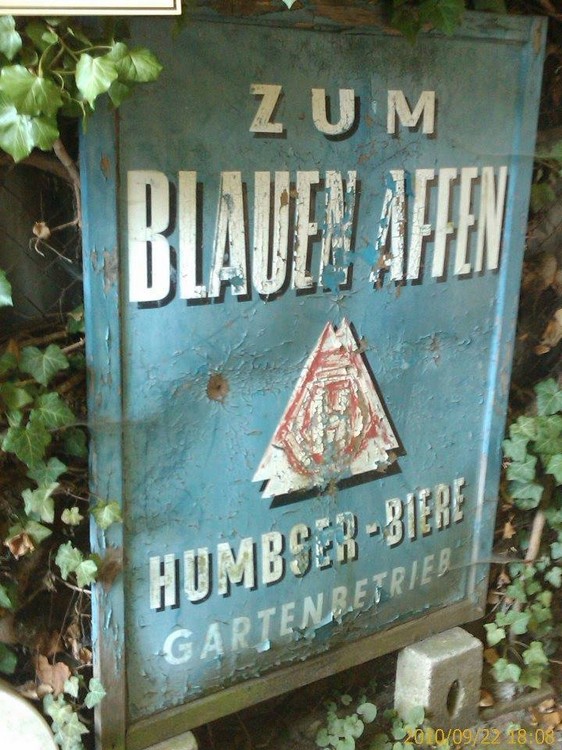 ZUM
BLAUEN AFFEN
HUMBSER-BIERE
GARTENBETRIEB
2010/09/22 18:08